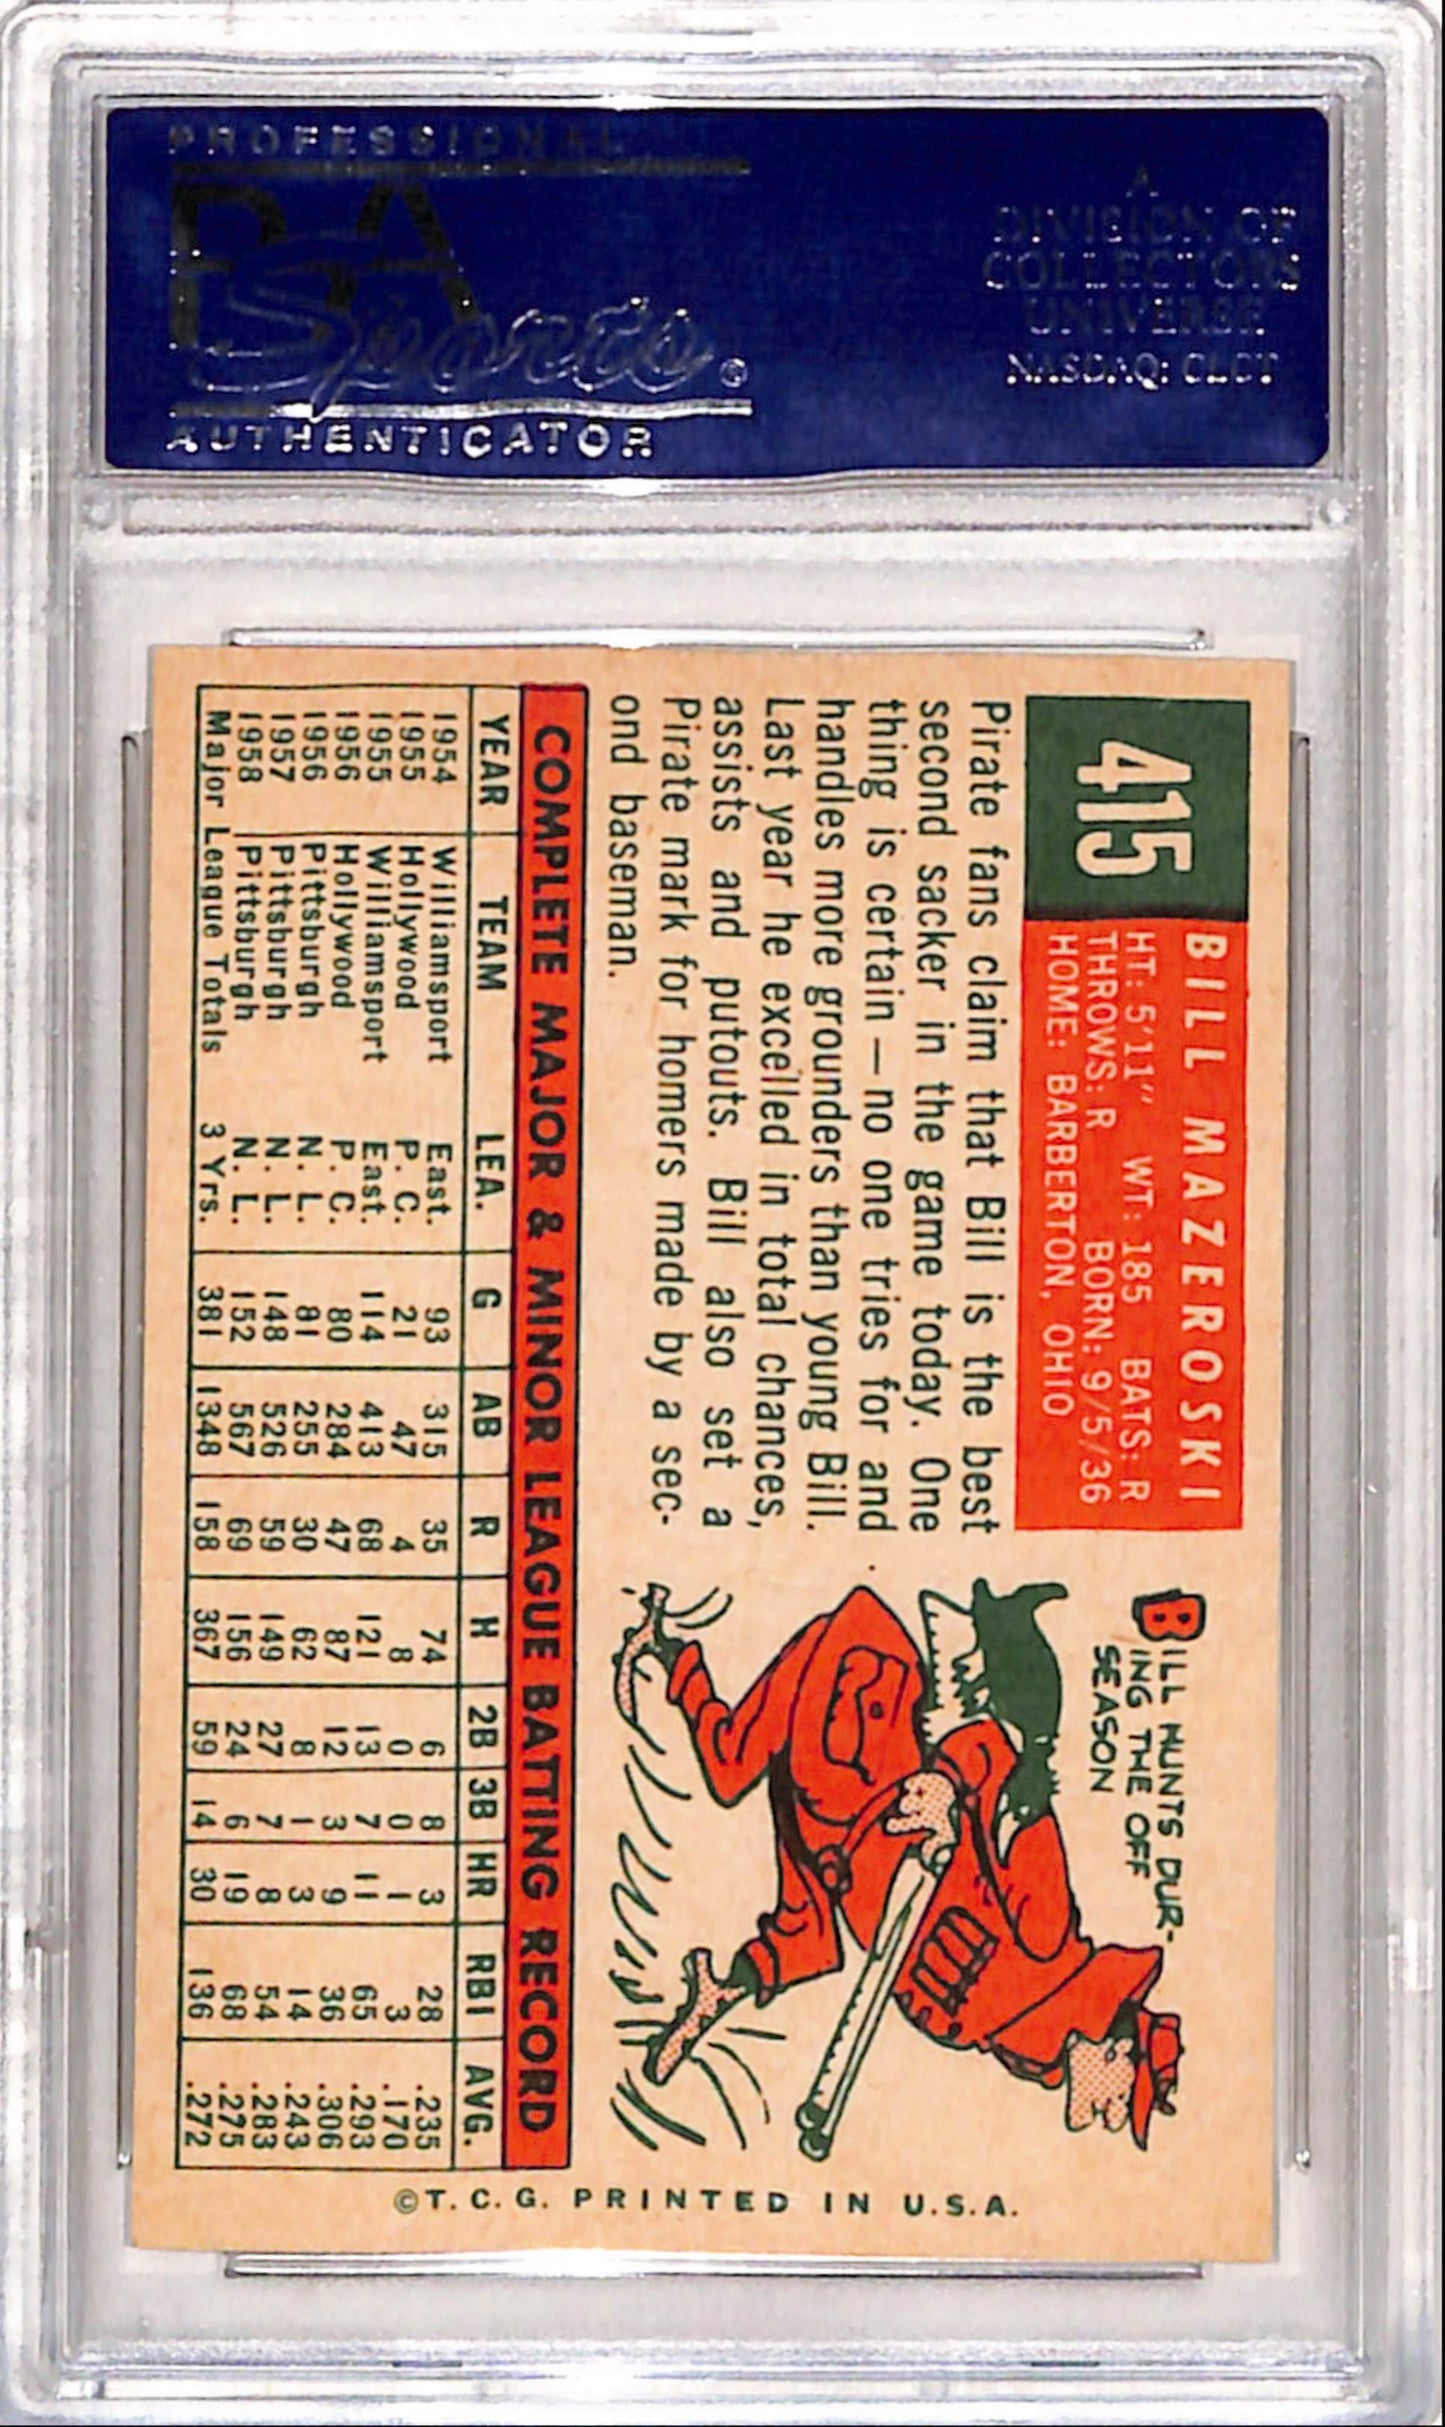 PROFESSIONAL
PSA
Sports ®
AUTHENTICATOR
A
DIVISION OF
COLLECTORS
UNIVERSE
NASDAQ: CLCT
415
BILL MAZEROSKI
HT: 5'11" WT: 185 BATS: R
THROWS: R BORN: 9/5/36
HOME: BARBERTON, OHIO
Pirate fans claim that Bill is the best
second sacker in the game today. One
thing is certain — no one tries for and
handles more grounders than young Bill.
Last year he excelled in total chances,
assists and putouts. Bill also set a
Pirate mark for homers made by a sec-
ond baseman.
BILL HUNTS DUR-
ING THE OFF
SEASON
COMPLETE MAJOR & MINOR LEAGUE BATTING RECORD
YEAR TEAM LEA. G AB R H 2B 3B HR RBI AVG.
1954 Williamsport East. 93 315 35 74 6 8 3 28 .235
1955 Hollywood P. C. 21 47 4 8 0 0 1 3 .170
1955 Williamsport East. 114 413 68 121 13 7 11 65 .293
1956 Hollywood P. C. 80 284 47 87 12 3 9 36 .306
1956 Pittsburgh N. L. 81 255 30 62 8 1 3 14 .243
1957 Pittsburgh N. L. 148 526 59 149 27 7 8 54 .283
1958 Pittsburgh N. L. 152 567 69 156 24 6 19 68 .275
Major League Totals 3 Yrs. 381 1348 158 367 59 14 30 136 .272
©T. C. G. PRINTED IN U.S.A.